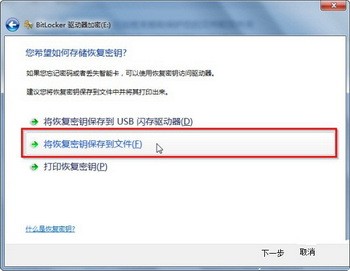 BitLocker 驱动器加密(E:)
您希望如何存储恢复密钥?
如果您忘记密码或者丢失智能卡，可以使用恢复密钥访问驱动器。
建议您将恢复密钥保存到文件中并将其打印出来。
将恢复密钥保存到 USB 闪存驱动器(D)
将恢复密钥保存到文件(F)
打印恢复密钥(P)
什么是恢复密钥?
下一步 取消